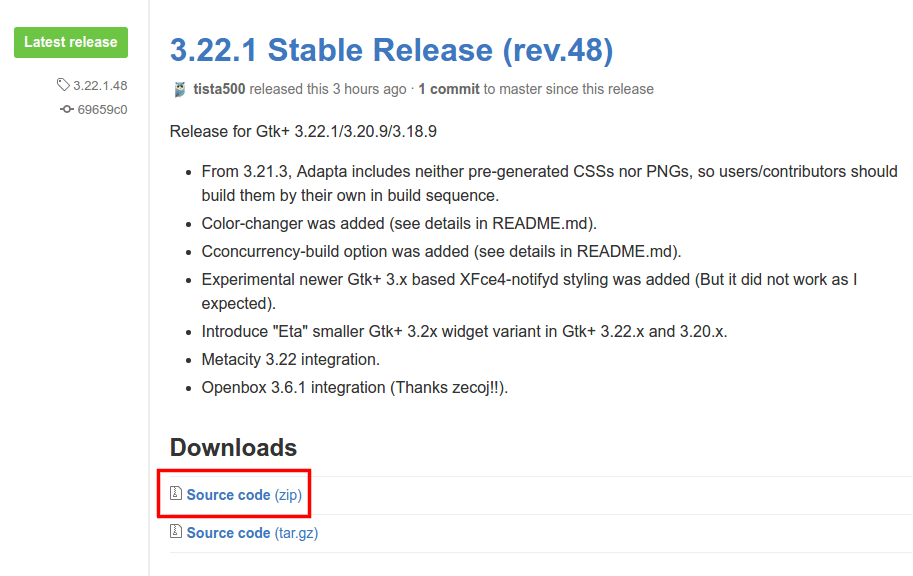 Latest release
3.22.1.48
69659c0
3.22.1 Stable Release (rev.48)
tista500 released this 3 hours ago · 1 commit to master since this release
Release for Gtk+ 3.22.1/3.20.9/3.18.9
• From 3.21.3, Adapta includes neither pre-generated CSSs nor PNGs, so users/contributors should
build them by their own in build sequence.
• Color-changer was added (see details in README.md).
• Cconcurrency-build option was added (see details in README.md).
• Experimental newer Gtk+ 3.x based XFce4-notifyd styling was added (But it did not work as I
expected).
• Introduce "Eta" smaller Gtk+ 3.2x widget variant in Gtk+ 3.22.x and 3.20.x.
• Metacity 3.22 integration.
• Openbox 3.6.1 integration (Thanks zecoj!!).
Downloads
Source code (zip)
Source code (tar.gz)